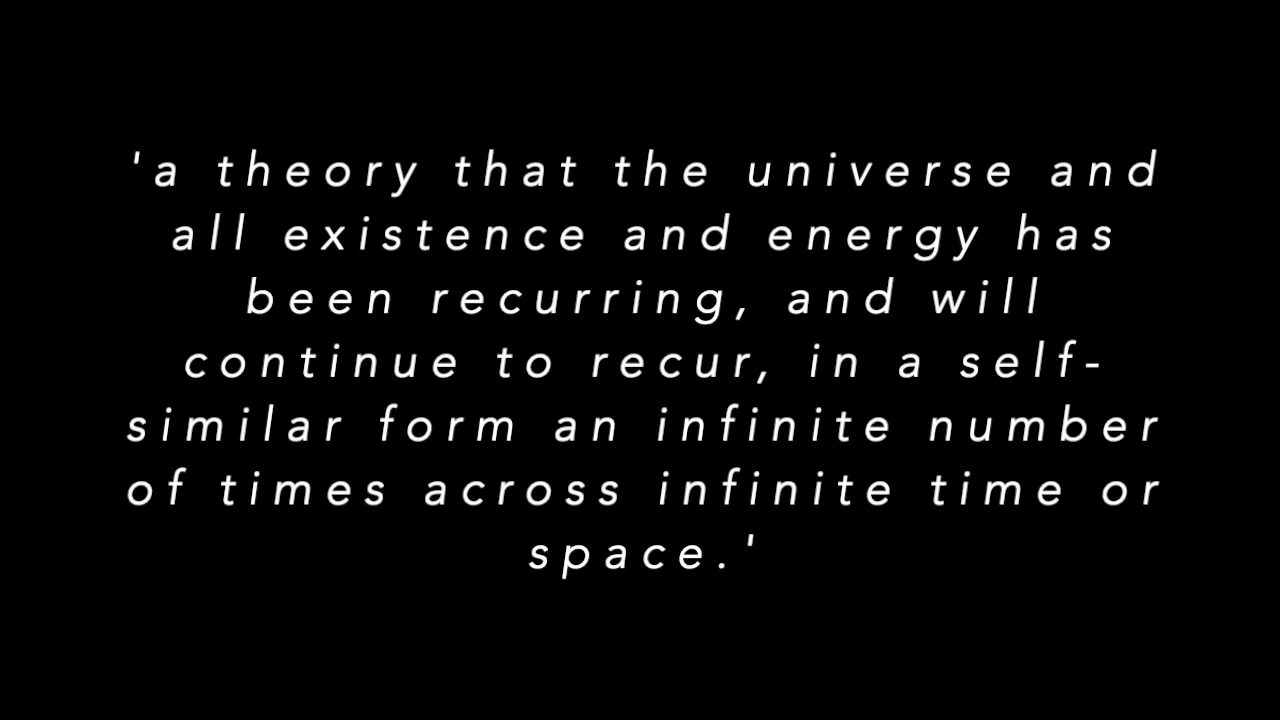 'a theory that the universe and
all existence and energy has
been recurring, and will
continue to recur, in a self-
similar form an infinite number
of times across infinite time or
space.'